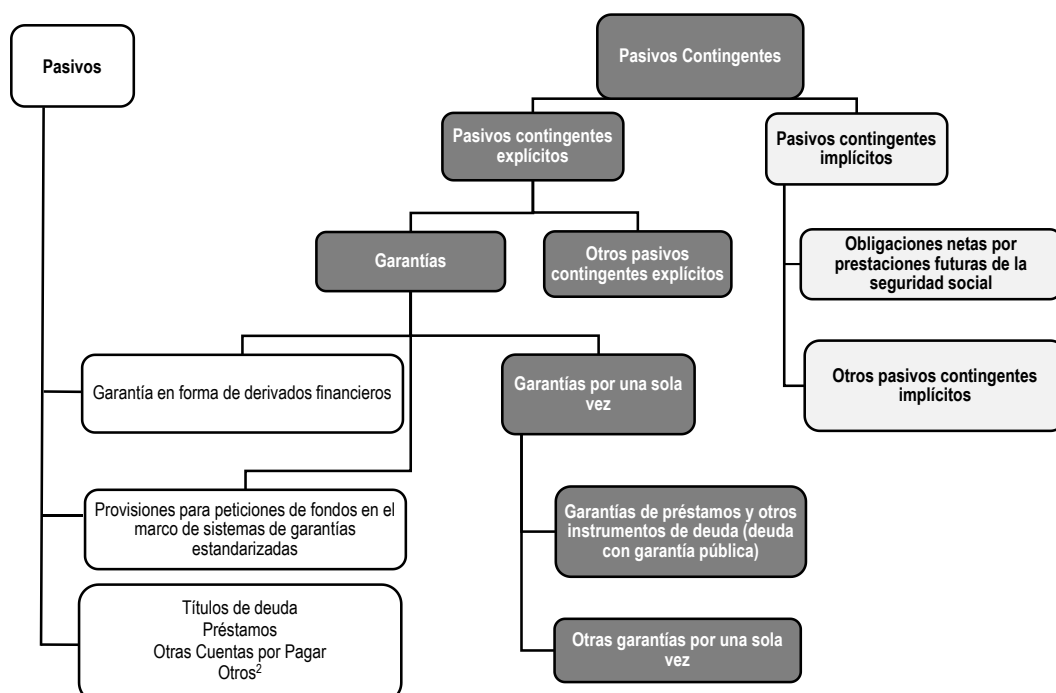 Pasivos
Pasivos Contingentes
Pasivos contingentes
explícitos
Pasivos contingentes
implícitos
Garantías
Otros pasivos
contingentes explícitos
Obligaciones netas por
prestaciones futuras de la
seguridad social
Garantía en forma de derivados financieros
Garantías por una sola
vez
Otros pasivos contingentes
implícitos
Provisiones para peticiones de fondos en el
marco de sistemas de garantías
estandarizadas
Garantías de préstamos y otros
instrumentos de deuda (deuda
con garantía pública)
Títulos de deuda
Préstamos
Otras Cuentas por Pagar
Otros²
Otras garantías por una sola
vez